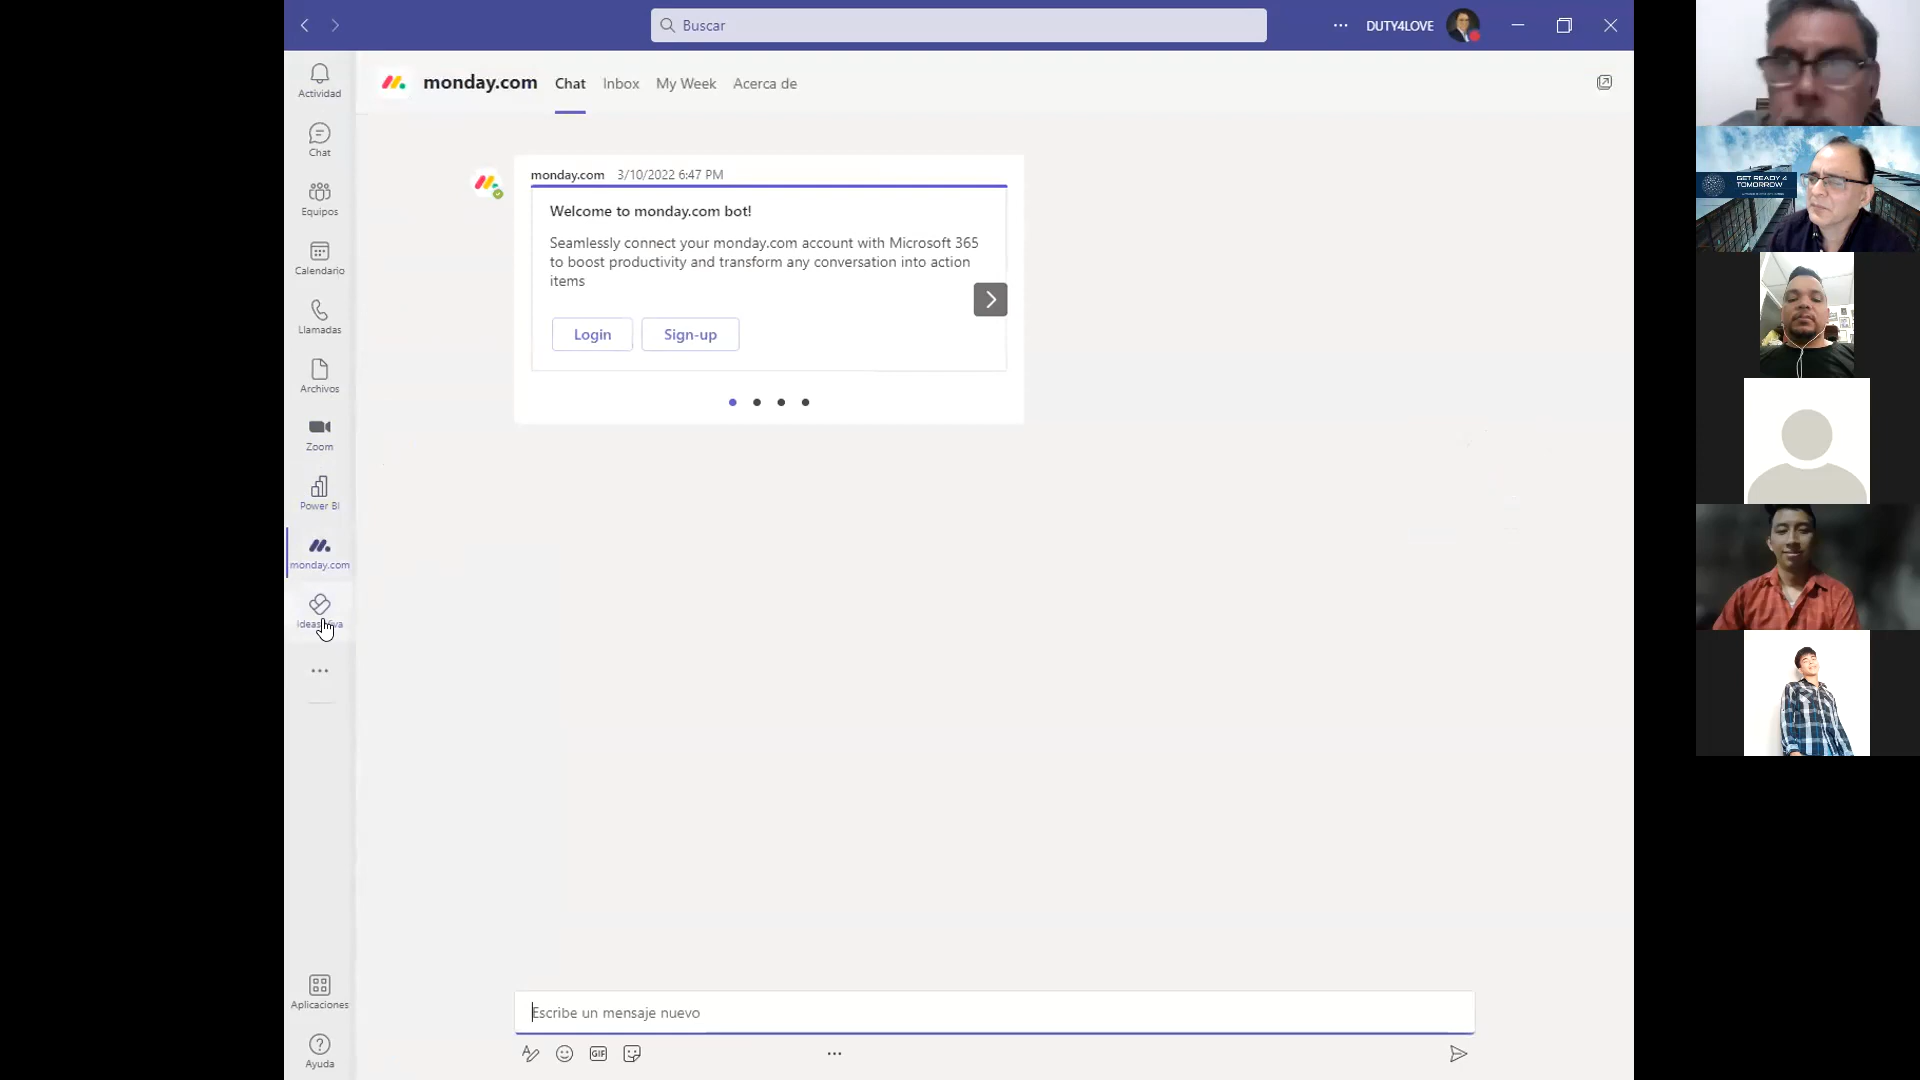 Buscar
DUTY4LOVE
monday.com
Chat
Inbox
My Week
Acerca de
Actividad
Chat
Equipos
Calendario
Llamadas
Archivos
Zoom
Power BI
monday.com
Aplicaciones
Ayuda
monday.com 3/10/2022 6:47 PM
Welcome to monday.com bot!
Seamlessly connect your monday.com account with Microsoft 365
to boost productivity and transform any conversation into action
items
Login
Sign-up
Escribe un mensaje nuevo
GIF
GET READY 4
TOMORROW